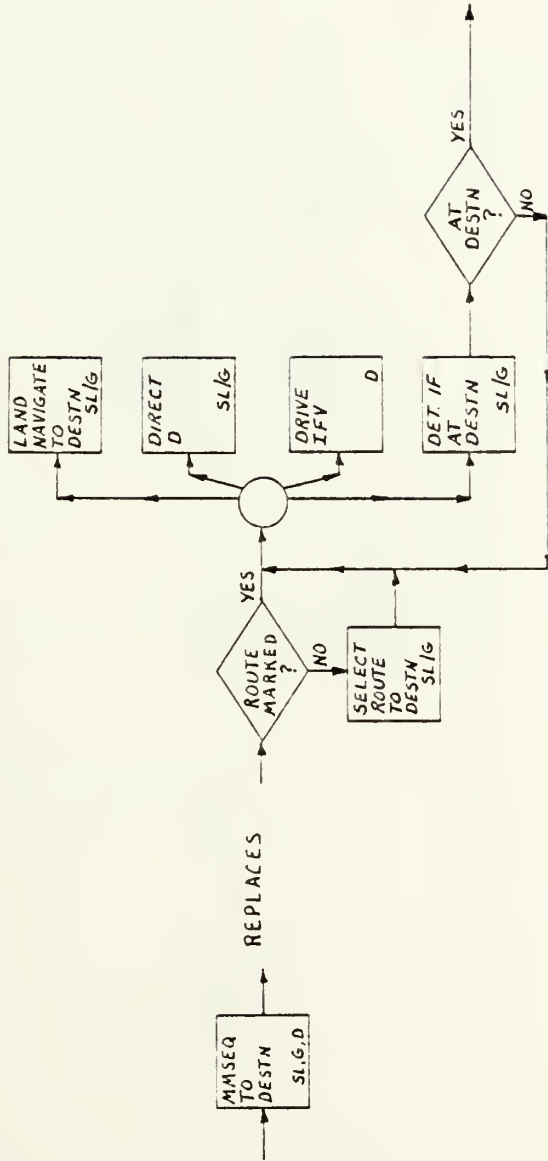 MMSEQ
TO
DESTN
SL,G,D
REPLACES
ROUTE
MARKED
?
YES
NO
SELECT
ROUTE
TO
DESTN
SL/G
LAND
NAVIGATE
TO
DESTN
SL/G
DIRECT
D
SL/G
DRIVE
IFV
D
DET. IF
AT
DESTN
SL/G
AT
DESTN
?
YES
NO